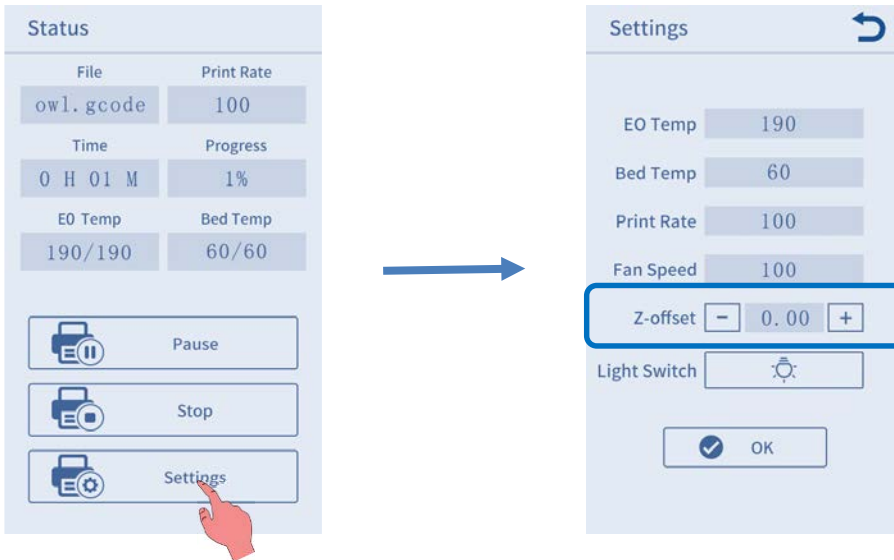 Status
File Print Rate
owl.gcode 100
Time Progress
0 H 01 M 1%
E0 Temp Bed Temp
190/190 60/60
Pause
Stop
Settings
Settings
EO Temp 190
Bed Temp 60
Print Rate 100
Fan Speed 100
Z-offset - 0.00 +
Light Switch
OK